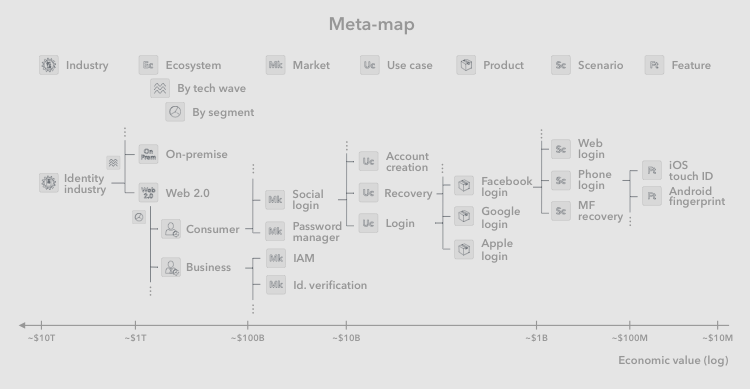 Meta-map
Industry
Ec Ecosystem
Mk Market
Uc Use case
Product
Sc Scenario
Ft Feature
By tech wave
By segment
Identity
industry
On
Prem On-premise
Web
2.0 Web 2.0
Consumer
Business
Mk Social
login
Mk Password
manager
Mk IAM
Mk Id. verification
Uc Account
creation
Uc Recovery
Uc Login
Facebook
login
Google
login
Apple
login
Sc Web
login
Sc Phone
login
Sc MF
recovery
Ft iOS
touch ID
Ft Android
fingerprint
~$10T
~$1T
~$100B
~$10B
~$1B
~$100M
~$10M
Economic value (log)